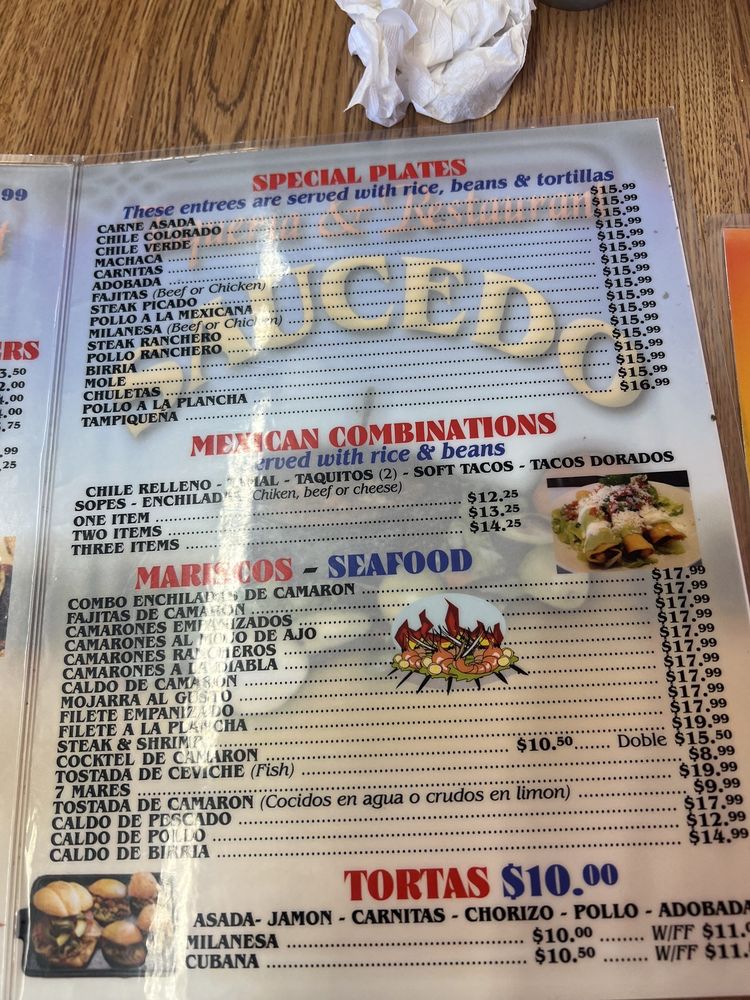 99
ERS
SPECIAL PLATES
These entrees are served with rice, beans & tortillas
CARNE ASADA $15.99
CHILE COLORADO $15.99
CHILE VERDE $15.99
MACHACA $15.99
CARNITAS $15.99
ADOBADA $15.99
FAJITAS (Beef or Chicken) $15.99
STEAK PICADO $15.99
POLLO A LA MEXICANA $15.99
MILANESA (Beef or Chicken) $15.99
STEAK RANCHERO $15.99
POLLO RANCHERO $15.99
BIRRIA $15.99
MOLE $15.99
CHULETAS $15.99
POLLO A LA PLANCHA $15.99
TAMPIQUEÑA $16.99
SAUCEDO
MEXICAN COMBINATIONS
served with rice & beans
CHILE RELLENO - TAMAL - TAQUITOS (2) - SOFT TACOS - TACOS DORADOS
SOPES - ENCHILADAS (Chiken, beef or cheese)
ONE ITEM $12.25
TWO ITEMS $13.25
THREE ITEMS $14.25
MARISCOS - SEAFOOD
COMBO ENCHILADAS DE CAMARON $17.99
FAJITAS DE CAMARON $17.99
CAMARONES EMPANIZADOS $17.99
CAMARONES AL MOJO DE AJO $17.99
CAMARONES RANCHEROS $17.99
CAMARONES A LA DIABLA $17.99
CALDO DE CAMARON $17.99
MOJARRA AL GUSTO $17.99
FILETE EMPANIZADO $17.99
FILETE A LA PLANCHA $17.99
STEAK & SHRIMP $19.99
COCKTEL DE CAMARON $10.50 Doble $15.50
TOSTADA DE CEVICHE (Fish) $8.99
7 MARES $19.99
TOSTADA DE CAMARON (Cocidos en agua o crudos en limon) $9.99
CALDO DE PESCADO $17.99
CALDO DE POLLO $12.99
CALDO DE BIRRIA $14.99
TORTAS $10.00
ASADA- JAMON - CARNITAS - CHORIZO - POLLO - ADOBADA
MILANESA $10.00 W/FF $11.
CUBANA $10.50 W/FF $11.